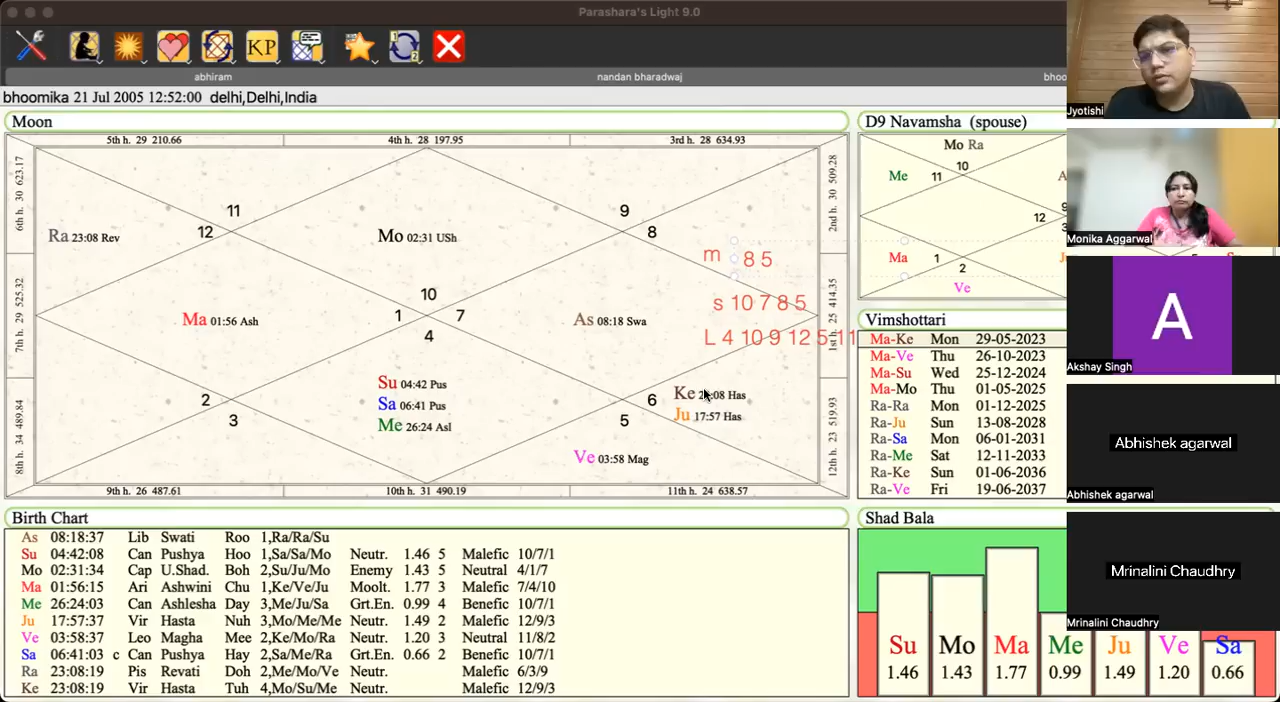 Parashara's Light 9.0
KP
1 2
abhiram
nandan bharadwaj
bhoo
bhoomika 21 Jul 2005 12:52:00 delhi,Delhi,India
Moon
5th h. 29 210.66
4th h. 28 197.95
3rd h. 28 634.93
6th h. 30 623.17
2nd h. 30 509.28
11
9
12
8
Ra 23:08 Rev
Mo 02:31 USh
m 8 5
10
s 10 7 8 5
Ma 01:56 Ash
1
7
As 08:18 Swa
4
L 4 10 9 12 5 11
7th h. 29 525.32
1st h. 25 414.35
Su 04:42 Pus
Sa 06:41 Pus
Me 26:24 Asl
2
6
Ke :08 Has
Ju 17:57 Has
3
5
Ve 03:58 Mag
8th h. 34 489.84
12th h. 23 519.93
9th h. 26 487.61
10th h. 31 490.19
11th h. 24 638.57
D9 Navamsha (spouse)
Mo Ra
10
Me 11
12
Ma 1
2
Ve
Vimshottari
Ma-Ke Mon 29-05-2023
Ma-Ve Thu 26-10-2023
Ma-Su Wed 25-12-2024
Ma-Mo Thu 01-05-2025
Ra-Ra Mon 01-12-2025
Ra-Ju Sun 13-08-2028
Ra-Sa Mon 06-01-2031
Ra-Me Sat 12-11-2033
Ra-Ke Sun 01-06-2036
Ra-Ve Fri 19-06-2037
Birth Chart
As 08:18:37 Lib Swati Roo 1,Ra/Ra/Su
Su 04:42:08 Can Pushya Hoo 1,Sa/Sa/Mo Neutr. 1.46 5 Malefic 10/7/1
Mo 02:31:34 Cap U.Shad. Boh 2,Su/Ju/Mo Enemy 1.43 5 Neutral 4/1/7
Ma 01:56:15 Ari Ashwini Chu 1,Ke/Ve/Ju Moolt. 1.77 3 Malefic 7/4/10
Me 26:24:03 Can Ashlesha Day 3,Me/Ju/Sa Grt.En. 0.99 4 Benefic 10/7/1
Ju 17:57:37 Vir Hasta Nuh 3,Mo/Me/Me Neutr. 1.49 2 Malefic 12/9/3
Ve 03:58:37 Leo Magha Mee 2,Ke/Mo/Ra Neutr. 1.20 3 Neutral 11/8/2
Sa 06:41:03 c Can Pushya Hay 2,Sa/Me/Ra Grt.En. 0.66 2 Benefic 10/7/1
Ra 23:08:19 Pis Revati Doh 2,Me/Mo/Ve Neutr. Malefic 6/3/9
Ke 23:08:19 Vir Hasta Tuh 4,Mo/Su/Me Neutr. Malefic 12/9/3
Shad Bala
Su Mo Ma Me Ju Ve Sa
1.46 1.43 1.77 0.99 1.49 1.20 0.66
Jyotishi
Monika Aggarwal
A
Akshay Singh
Abhishek agarwal
Abhishek agarwal
Mrinalini Chaudhry
Mrinalini Chaudhry